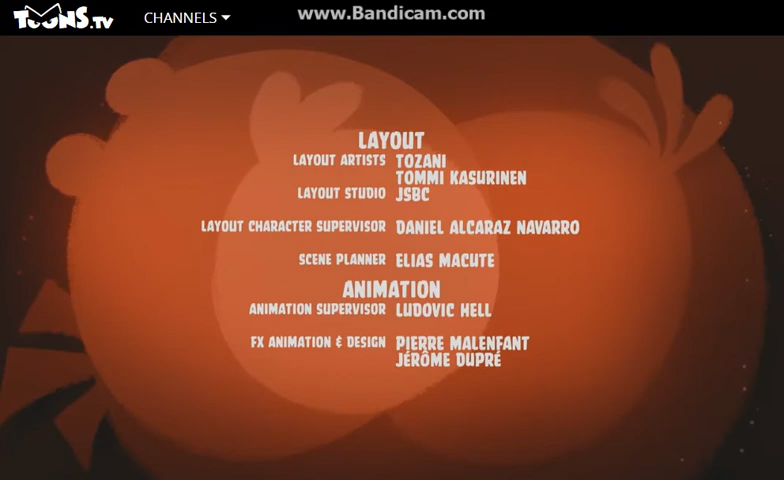 TOONS.TV CHANNELS www.Bandicam.com
LAYOUT
LAYOUT ARTISTS TOZANI
TOMMI KASURINEN
LAYOUT STUDIO JSBC
LAYOUT CHARACTER SUPERVISOR DANIEL ALCARAZ NAVARRO
SCENE PLANNER ELIAS MACUTE
ANIMATION
ANIMATION SUPERVISOR LUDOVIC HELL
FX ANIMATION & DESIGN PIERRE MALENFANT
JÉRÔME DUPRÉ